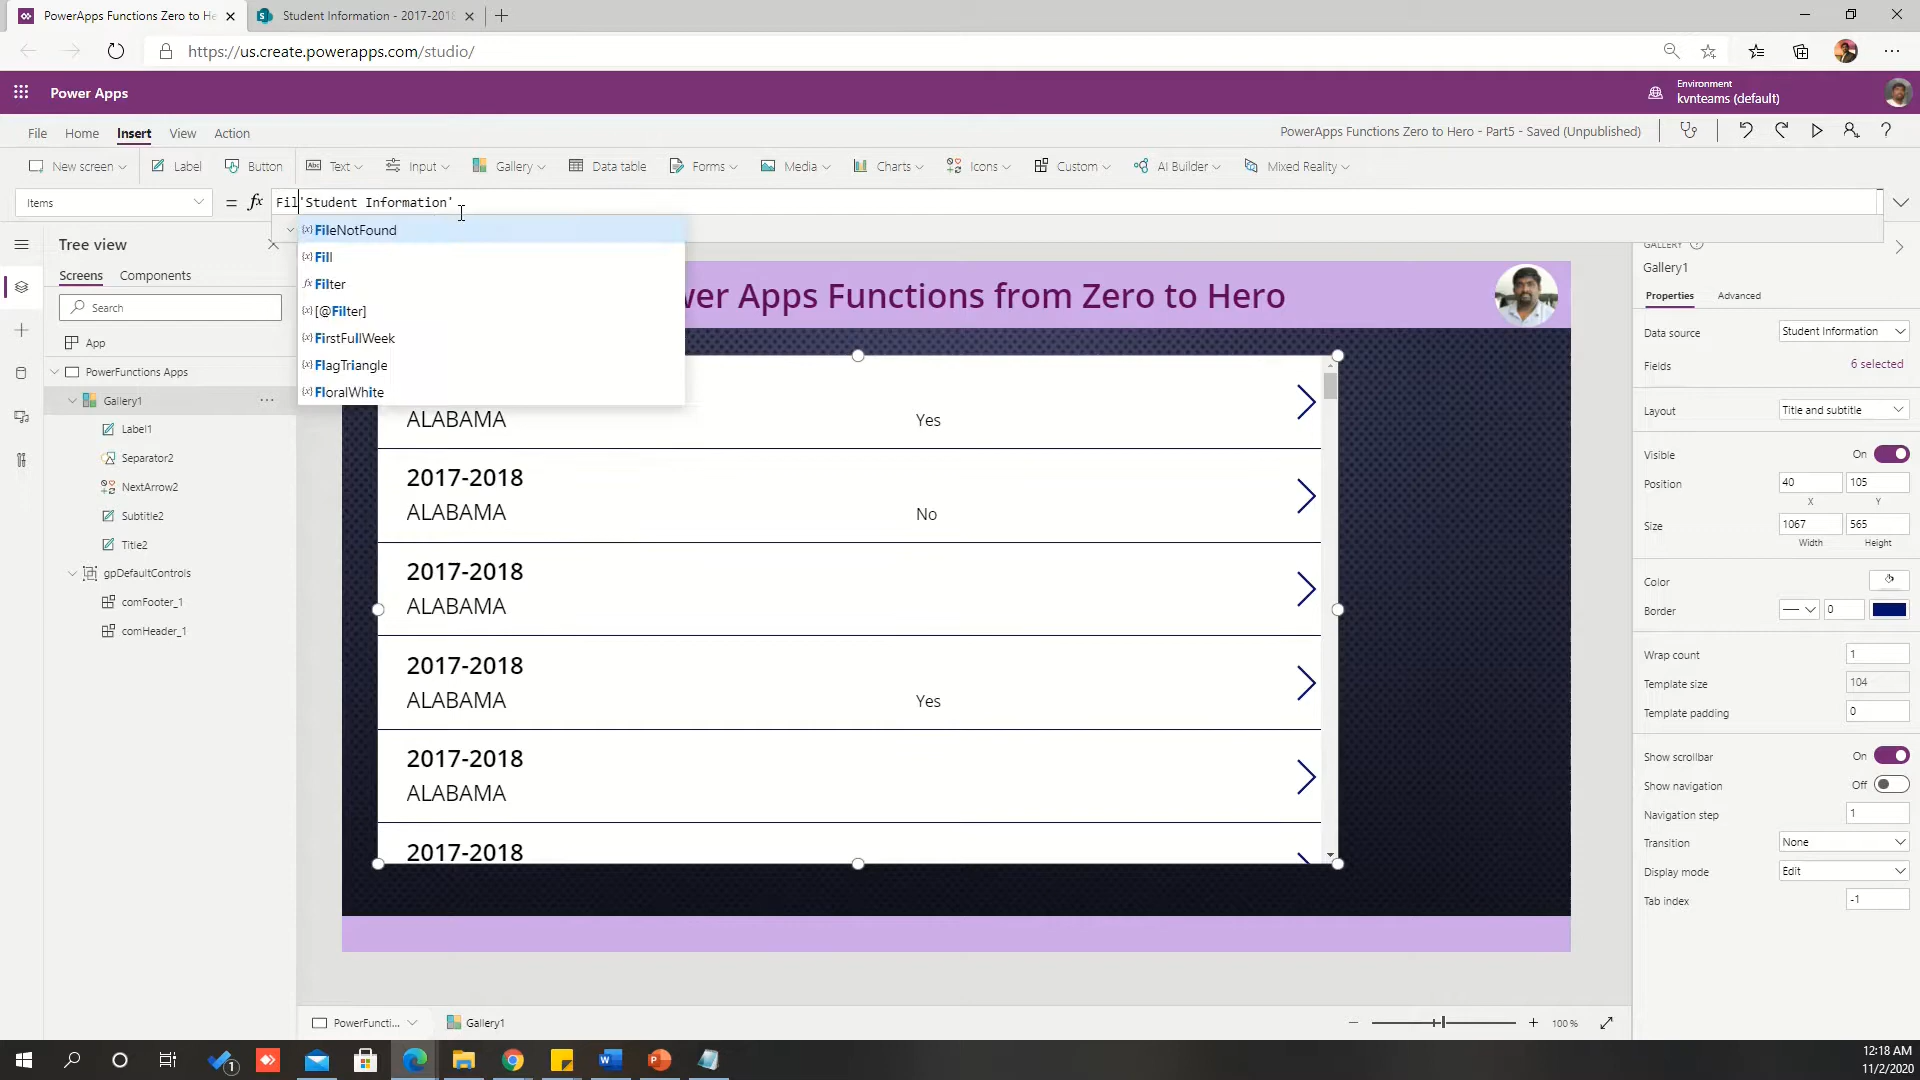 PowerApps Functions Zero to He
Student Information - 2017-2018
https://us.create.powerapps.com/studio/
Power Apps
Environment
kvnteams (default)
File Home Insert View Action
PowerApps Functions Zero to Hero - Part5 - Saved (Unpublished)
New screen Label Button Text Input Gallery Data table Forms Media Charts Icons Custom AI Builder Mixed Reality
Items = fx Fil'Student Information'
FileNotFound
Fill
Filter
[@Filter]
FirstFullWeek
FlagTriangle
FloralWhite
Tree view
Screens Components
Search
App
PowerFunctions Apps
Gallery1
Label1
Separator2
NextArrow2
Subtitle2
Title2
gpDefaultControls
comFooter_1
comHeader_1
wer Apps Functions from Zero to Hero
ALABAMA Yes
2017-2018
ALABAMA No
2017-2018
ALABAMA
2017-2018
ALABAMA Yes
2017-2018
ALABAMA
2017-2018
GALLERY
Gallery1
Properties Advanced
Data source Student Information
Fields 6 selected
Layout Title and subtitle
Visible On
Position 40 105
X Y
Size 1067 565
Width Height
Color
Border 0
Wrap count 1
Template size 104
Template padding 0
Show scrollbar On
Show navigation Off
Navigation step 1
Transition None
Display mode Edit
Tab index -1
PowerFuncti... Gallery1
100 %
1
12:18 AM
11/2/2020